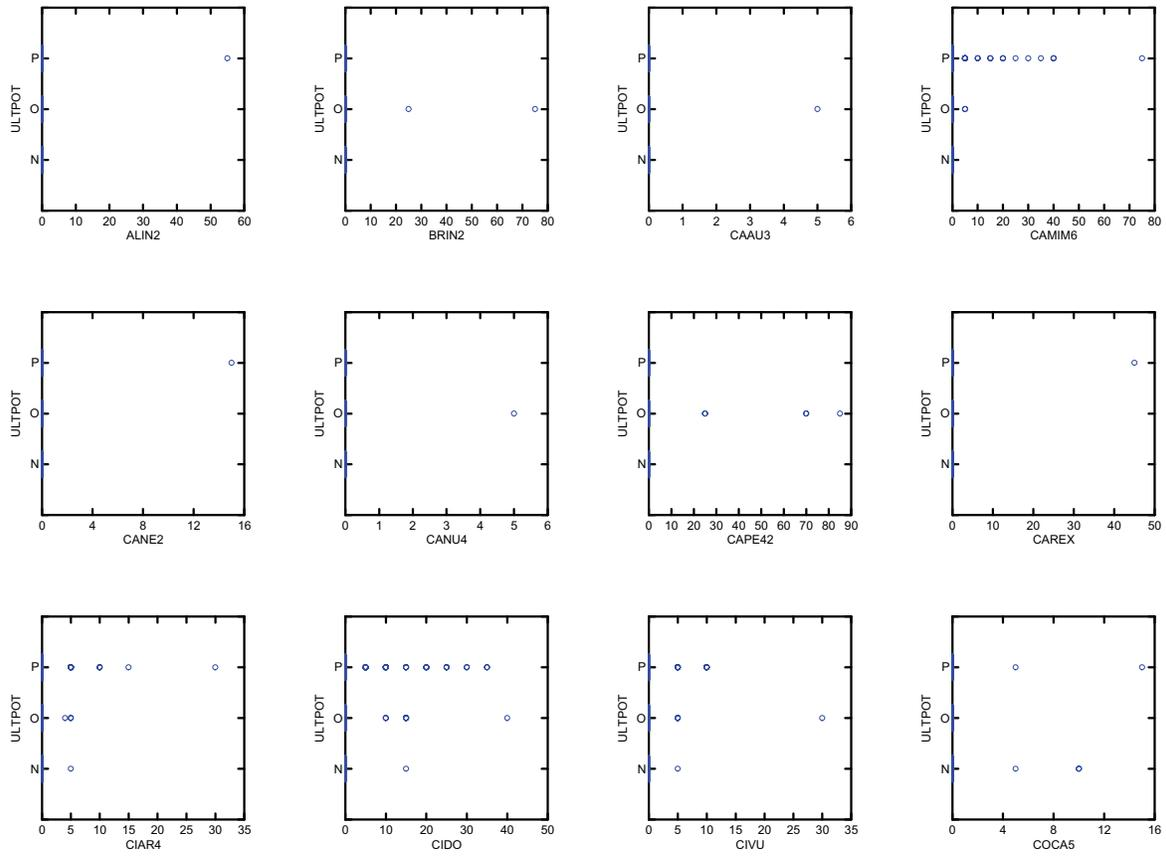 P P P P
ULTPOT O ULTPOT O ULTPOT O ULTPOT O
N N N N
0 10 20 30 40 50 60 0 10 20 30 40 50 60 70 80 0 1 2 3 4 5 6 0 10 20 30 40 50 60 70 80
ALIN2 BRIN2 CAAU3 CAMIM6
P P P P
ULTPOT O ULTPOT O ULTPOT O ULTPOT O
N N N N
0 4 8 12 16 0 1 2 3 4 5 6 0 10 20 30 40 50 60 70 80 90 0 10 20 30 40 50
CANE2 CANU4 CAPE42 CAREX
P P P P
ULTPOT O ULTPOT O ULTPOT O ULTPOT O
N N N N
0 5 10 15 20 25 30 35 0 10 20 30 40 50 0 5 10 15 20 25 30 35 0 4 8 12 16
CIAR4 CIDO CIVU COCA5